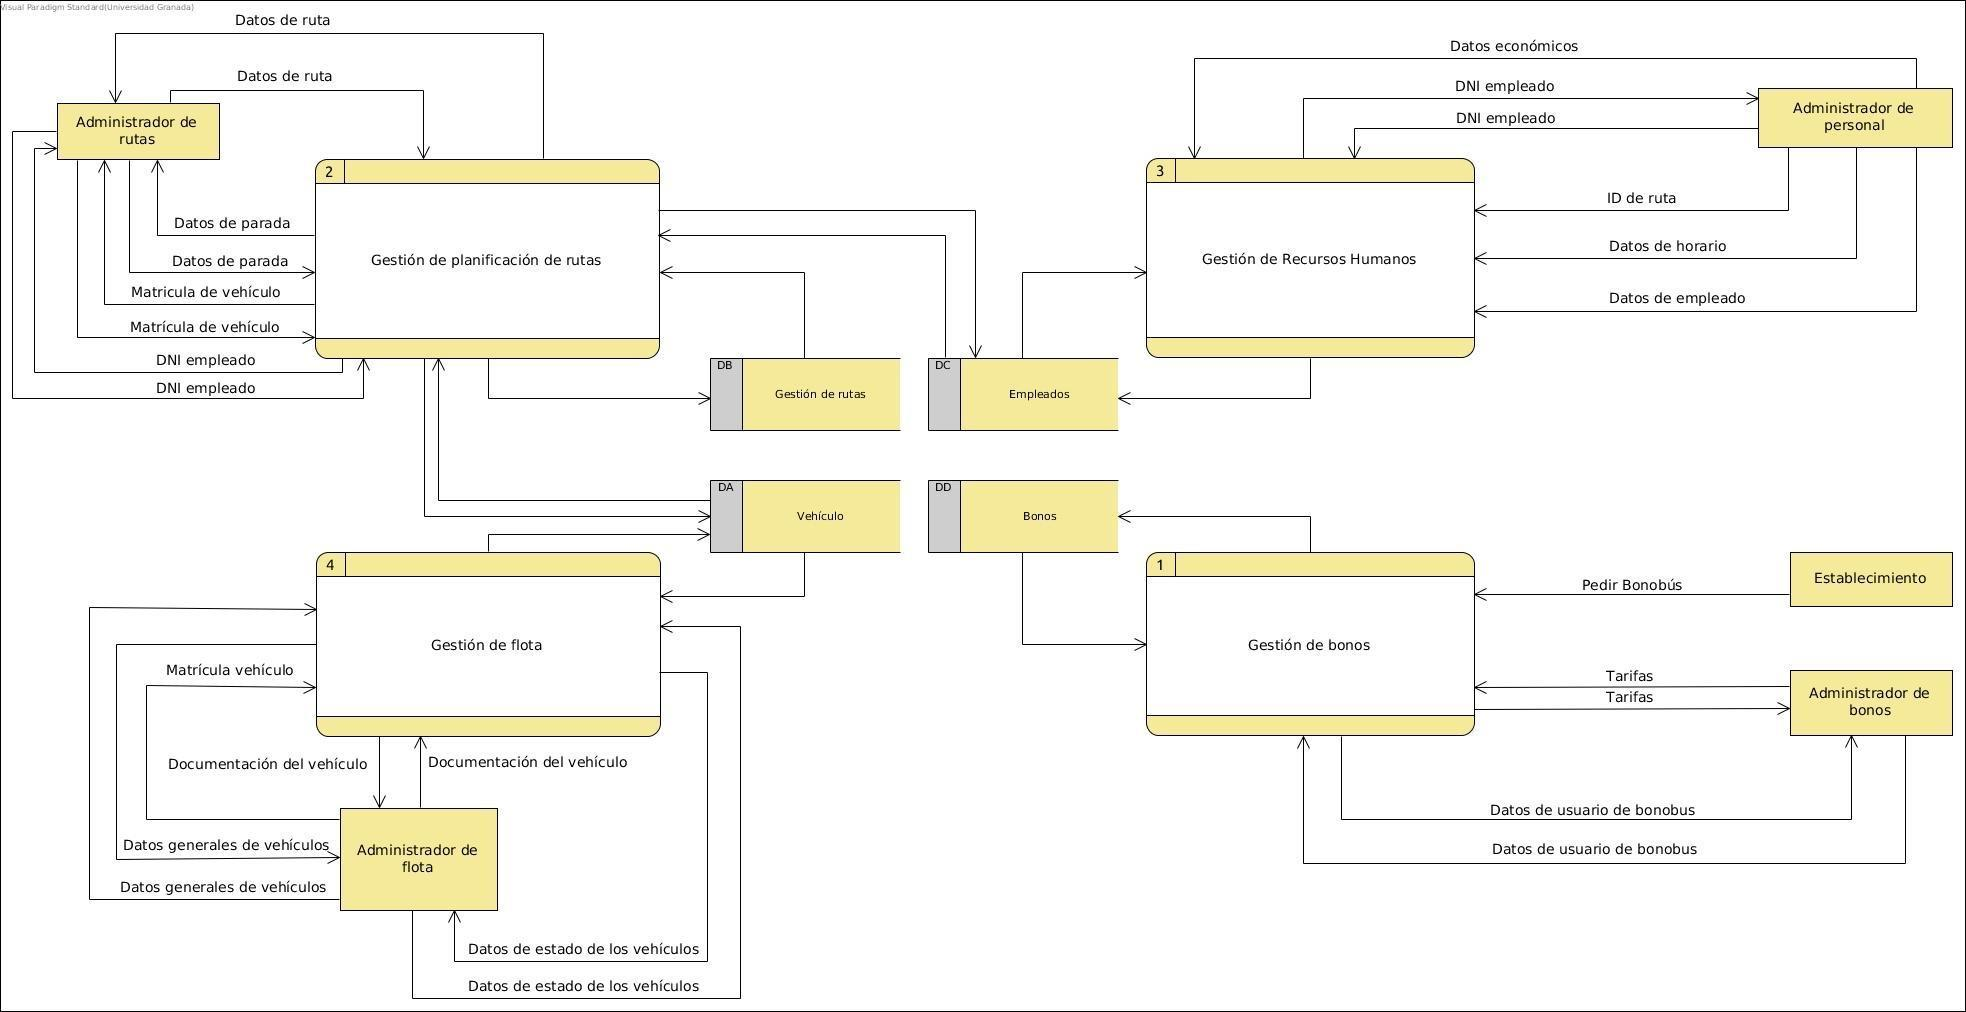 Visual Paradigm Standard(Universidad Granada)
Datos de ruta
Datos de ruta
Administrador de
rutas
Datos de parada
Datos de parada
Matricula de vehículo
Matrícula de vehículo
DNI empleado
DNI empleado
2
Gestión de planificación de rutas
Datos económicos
DNI empleado
DNI empleado
Administrador de
personal
3
Gestión de Recursos Humanos
ID de ruta
Datos de horario
Datos de empleado
DB
Gestión de rutas
DC
Empleados
DA
Vehículo
DD
Bonos
4
Gestión de flota
Matrícula vehículo
Documentación del vehículo
Documentación del vehículo
Datos generales de vehículos
Datos generales de vehículos
Administrador de
flota
Datos de estado de los vehículos
Datos de estado de los vehículos
1
Gestión de bonos
Pedir Bonobús
Establecimiento
Tarifas
Tarifas
Administrador de
bonos
Datos de usuario de bonobus
Datos de usuario de bonobus